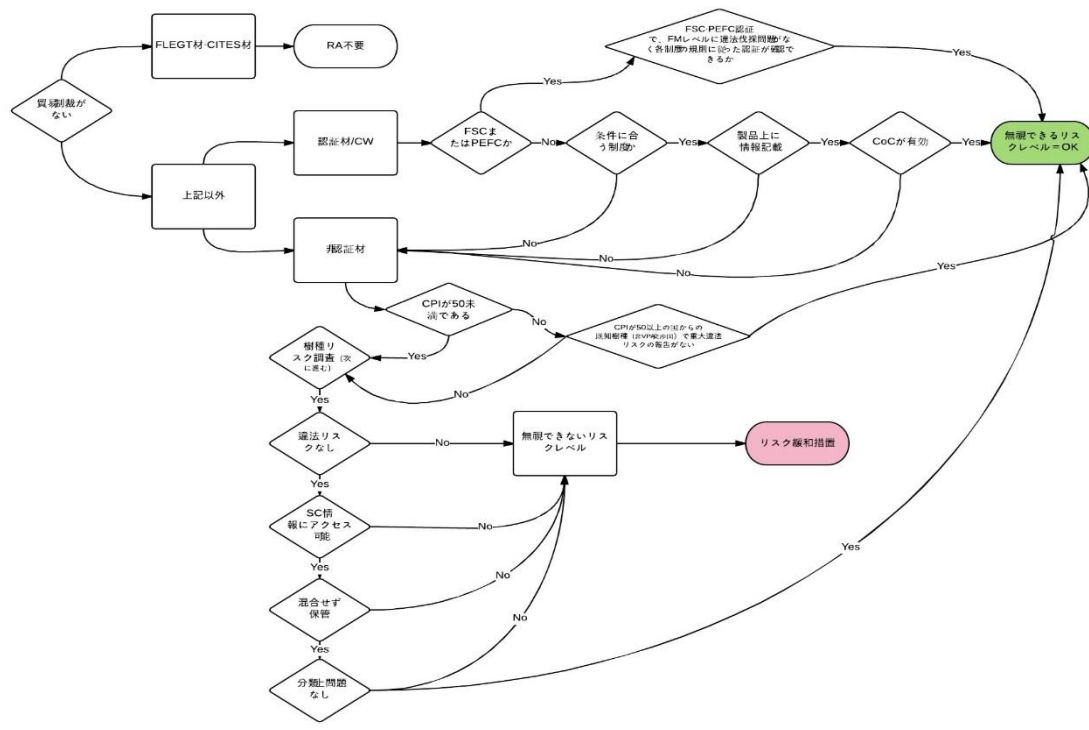 FLEGT材·CITES材
RA不要
FSC·PEFC認証
で、FMレベルに違法伐採問題がな
く各制度の規則に従った認証が確認で
きるか
Yes
Yes
貿易制裁が
ない
認証材/CW
FSCま
たはPEFCか
No
条件に合
う制度か
Yes
製品上に
情報記載
Yes
CoCが有効
Yes
無視できるリス
クレベル＝OK
上記以外
非認証材
No
No
No
Yes
CPIが50未
満である
No
CPIが50以上の国からの
で重大違法
リスクの報告がない
Yes
樹種リ
スク調査（次
に進む）
No
Yes
違法リス
クなし
No
無視できないリス
クレベル
リスク緩和措置
Yes
SC情
報にアクセス
可能
No
Yes
Yes
混合せず
保管
No
Yes
No
分類上問題
なし